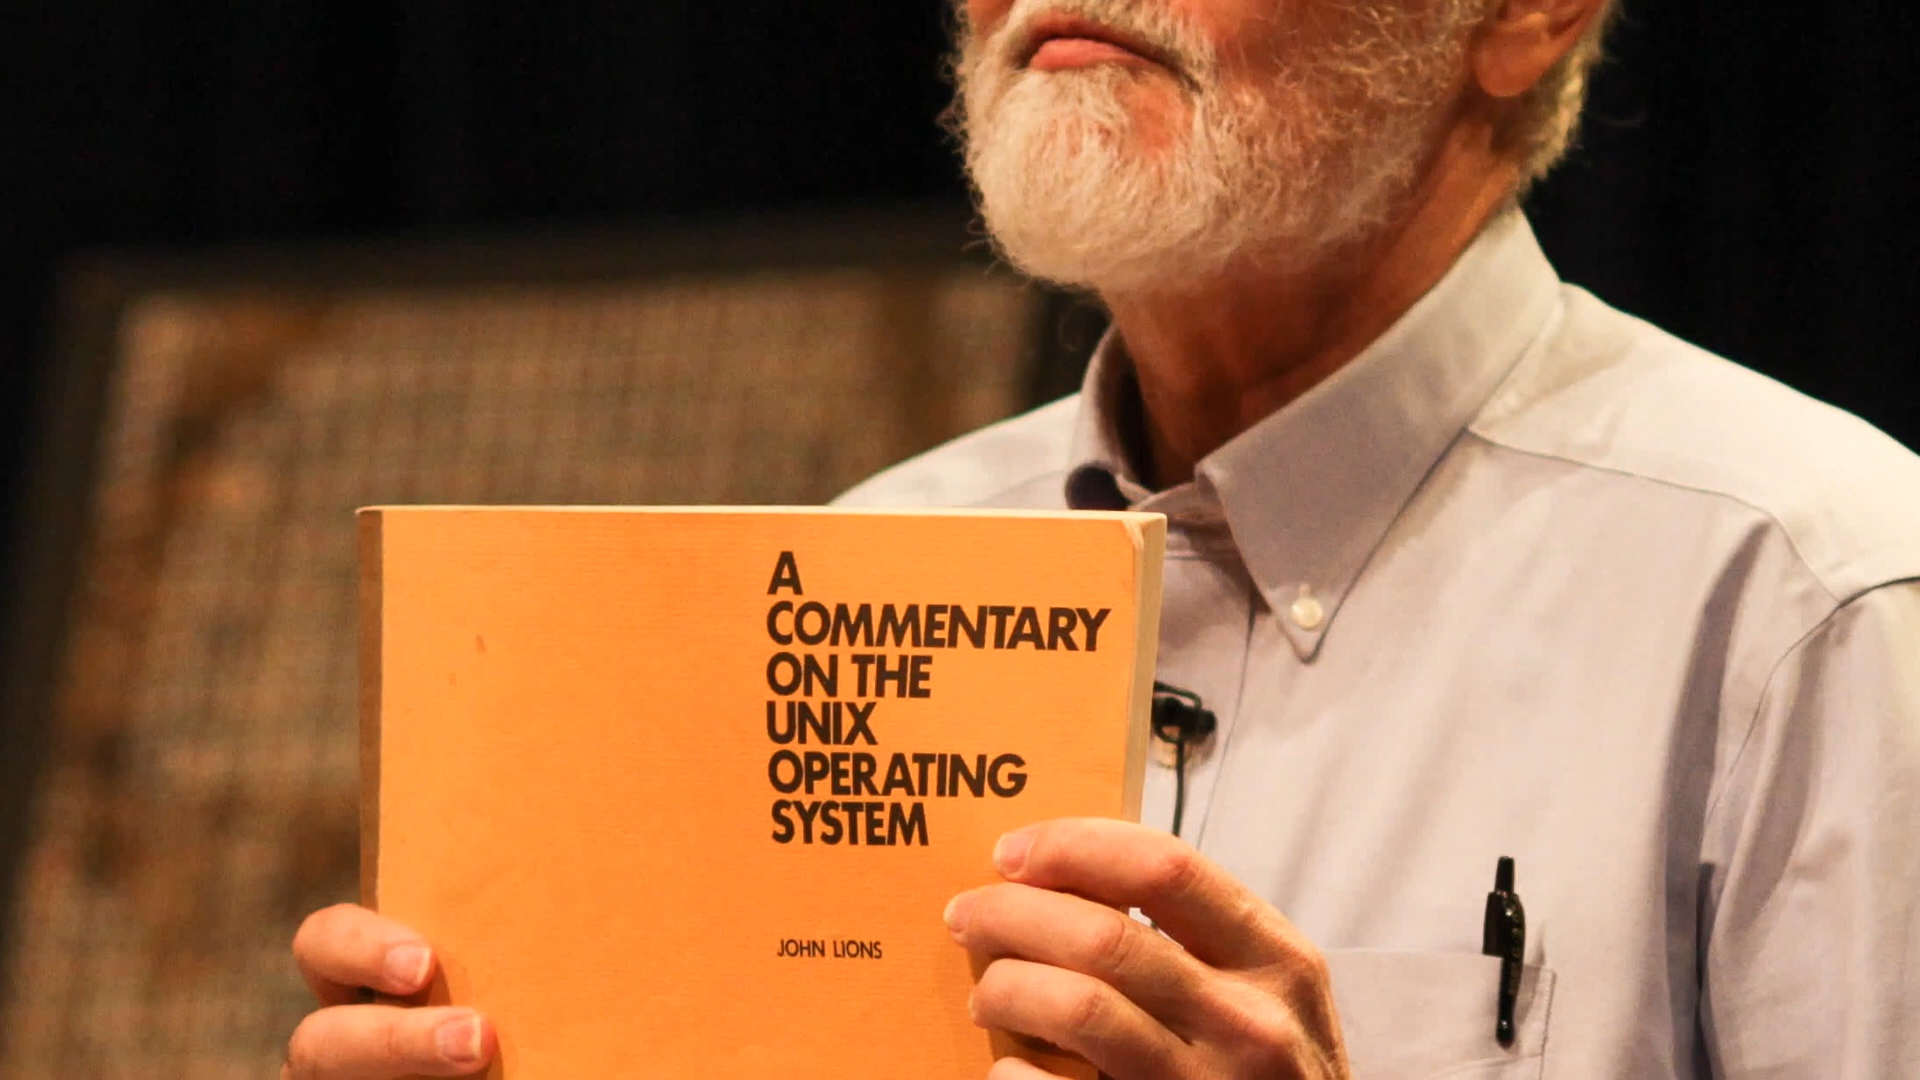 A
COMMENTARY
ON THE
UNIX
OPERATING
SYSTEM
JOHN LIONS